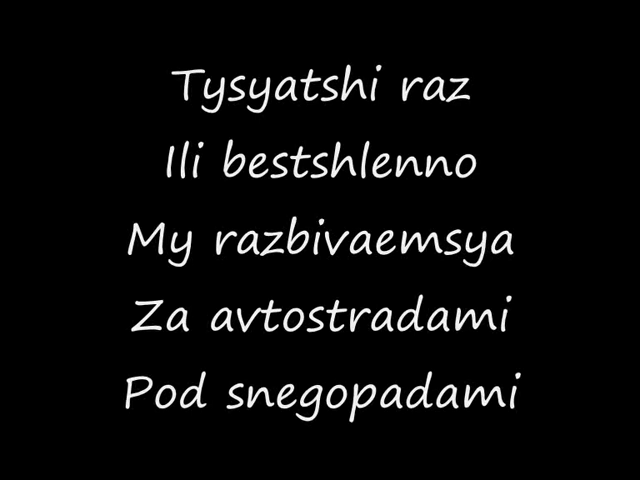 Tysyatshi raz
Ili bestshlenno
My razbivaemsya
Za avtostradami
Pod snegopadami